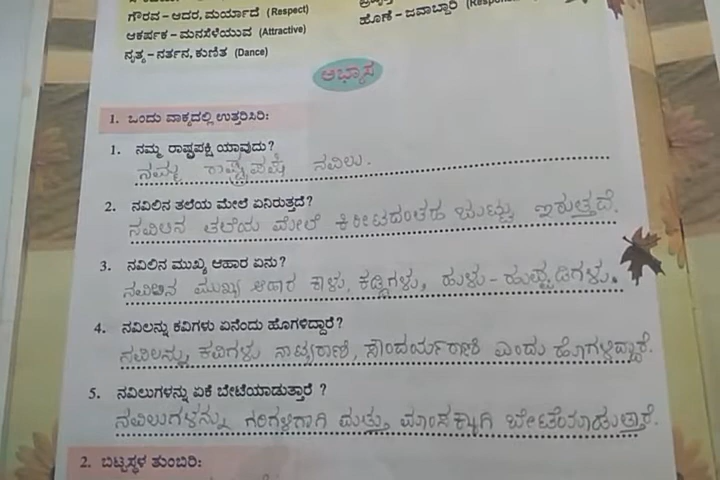 ಗೌರವ – ಆದರ, ಮರ್ಯಾದೆ (Respect)
ಹೊಣೆ – ಜವಾಬ್ದಾರಿ
ಆಕರ್ಷಕ – ಮನಸೆಳೆಯುವ (Attractive)
ನೃತ್ಯ – ನರ್ತನ, ಕುಣಿತ (Dance)
ಅಭ್ಯಾಸ
1. ಒಂದು ವಾಕ್ಯದಲ್ಲಿ ಉತ್ತರಿಸಿರಿ:
1. ನಮ್ಮ ರಾಷ್ಟ್ರಪಕ್ಷಿ ಯಾವುದು?
ನಮ್ಮ ರಾಷ್ಟ್ರಪಕ್ಷಿ ನವಿಲು.
2. ನವಿಲಿನ ತಲೆಯ ಮೇಲೆ ಏನಿರುತ್ತದೆ?
ನವಿಲಿನ ತಲೆಯ ಮೇಲೆ ಕಿರೀಟದಂತಹ ಜುಟ್ಟು ಇರುತ್ತದೆ.
3. ನವಿಲಿನ ಮುಖ್ಯ ಆಹಾರ ಏನು?
ನವಿಲಿನ ಮುಖ್ಯ ಆಹಾರ ಕಾಳು, ಕಡ್ಡಿಗಳು, ಹುಳು – ಹುಪ್ಪಡಿಗಳು.
4. ನವಿಲನ್ನು ಕವಿಗಳು ಏನೆಂದು ಹೊಗಳಿದ್ದಾರೆ?
ನವಿಲನ್ನು ಕವಿಗಳು ನಾಟ್ಯರಾಣಿ, ಸೌಂದರ್ಯರಾಣಿ ಎಂದು ಹೊಗಳಿದ್ದಾರೆ.
5. ನವಿಲುಗಳನ್ನು ಏಕೆ ಬೇಟೆಯಾಡುತ್ತಾರೆ ?
ನವಿಲುಗಳನ್ನು ಗರಿಗಳಿಗಾಗಿ ಮತ್ತು ಮಾಂಸಕ್ಕಾಗಿ ಬೇಟೆಯಾಡುತ್ತಾರೆ.
2. ಬಿಟ್ಟಸ್ಥಳ ತುಂಬಿರಿ: